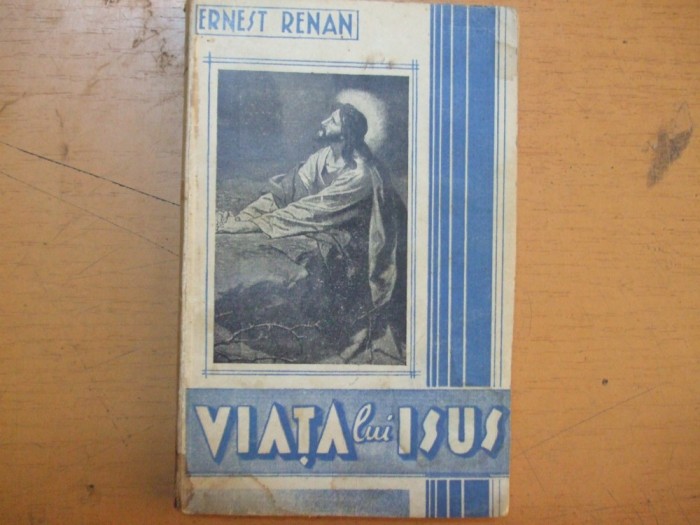 ERNEST RENAN
VIAȚA lui ISUS